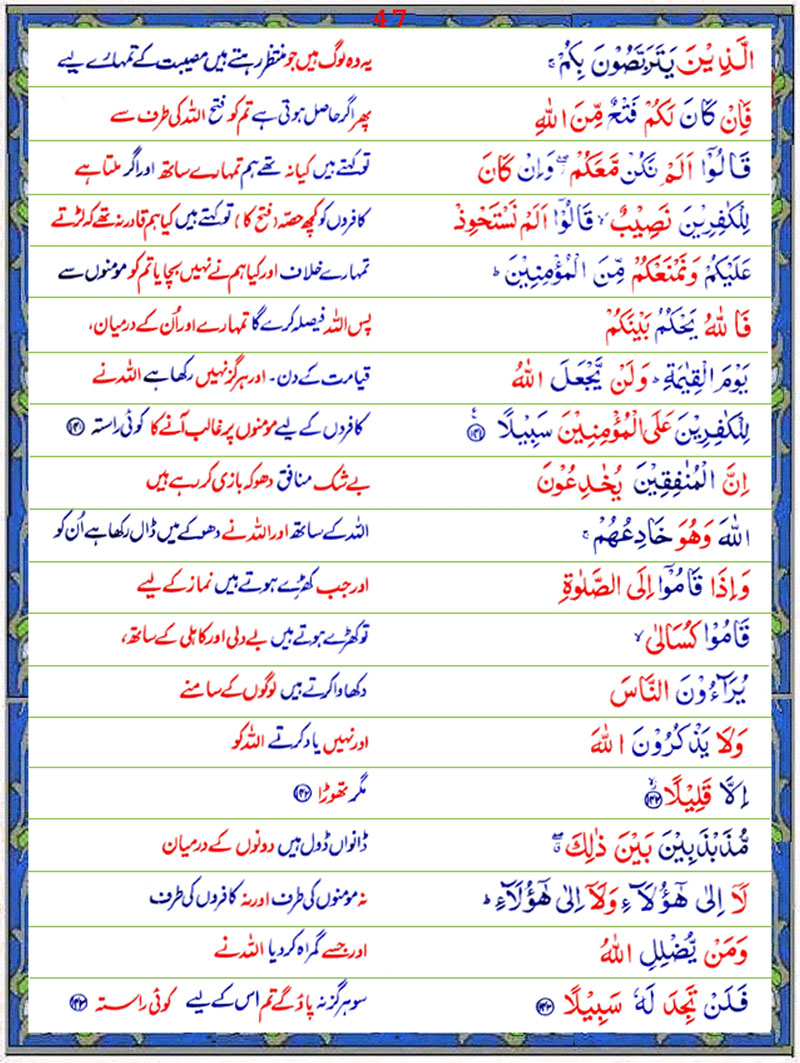 47
الَّذِیْنَ یَتَرَبَّصُوْنَ بِكُمْ ۚ یہ وہ لوگ ہیں جو منتظر رہتے ہیں مصیبت کے تمہارے لیے
فَاِنْ كَانَ لَكُمْ فَتْحٌ مِّنَ اللّٰهِ پھر اگر حاصل ہوتی ہے تم کو فتح اللہ کی طرف سے
قَالُوْۤا اَلَمْ نَكُنْ مَّعَكُمْ ۖ وَاِنْ كَانَ تو کہتے ہیں کیا نہ تھے ہم تمہارے ساتھ اور اگر ملتا ہے
لِلْكٰفِرِیْنَ نَصِیْبٌ ۙ قَالُوْۤا اَلَمْ نَسْتَحْوِذْ کافروں کو کچھ حصّہ (فتح کا) تو کہتے ہیں کیا ہم قادر نہ تھے کہ لڑتے
عَلَیْكُمْ وَنَمْنَعْكُمْ مِّنَ الْمُؤْمِنِیْنَ ؕ تمہارے خلاف اور کیا ہم نے نہیں بچایا تم کو مومنوں سے
فَاللّٰهُ یَحْكُمُ بَیْنَكُمْ پس اللہ فیصلہ کرے گا تمہارے اور اُن کے درمیان،
یَوْمَ الْقِیٰمَةِ ؕ وَلَنْ یَّجْعَلَ اللّٰهُ قیامت کے دن۔ اور ہرگز نہیں رکھا ہے اللہ نے
لِلْكٰفِرِیْنَ عَلَى الْمُؤْمِنِیْنَ سَبِیْلًا ﴿۱۴۱﴾ کافروں کے لیے مومنوں پر غالب آنے کا کوئی راستہ ﴿۱۴۱﴾
اِنَّ الْمُنٰفِقِیْنَ یُخٰدِعُوْنَ بے شک منافق دھوکہ بازی کر رہے ہیں
اللّٰهَ وَهُوَ خَادِعُهُمْ ۚ اللہ کے ساتھ اور اللہ نے دھوکے میں ڈال رکھا ہے اُن کو
وَاِذَا قَامُوْۤا اِلَى الصَّلٰوةِ اور جب کھڑے ہوتے ہیں نماز کے لیے
قَامُوْا كُسَالٰى ۙ تو کھڑے ہوتے ہیں بے دلی اور کاہلی کے ساتھ،
یُرَآءُوْنَ النَّاسَ دکھاوا کرتے ہیں لوگوں کے سامنے
وَلَا یَذْكُرُوْنَ اللّٰهَ اور نہیں یاد کرتے اللہ کو
اِلَّا قَلِیْلًا ﴿۱۴۲﴾ مگر تھوڑا ﴿۱۴۲﴾
مُّذَبْذَبِیْنَ بَیْنَ ذٰلِكَ ۖ ڈانواں ڈول ہیں دونوں کے درمیان
لَاۤ اِلٰى هٰۤؤُلَآءِ وَلَاۤ اِلٰى هٰۤؤُلَآءِ ؕ نہ مومنوں کی طرف اور نہ کافروں کی طرف
وَمَنْ یُّضْلِلِ اللّٰهُ اور جسے گمراہ کر دیا اللہ نے
فَلَنْ تَجِدَ لَهٗ سَبِیْلًا ﴿۱۴۳﴾ سو ہرگز نہ پاؤ گے تم اس کے لیے کوئی راستہ ﴿۱۴۳﴾